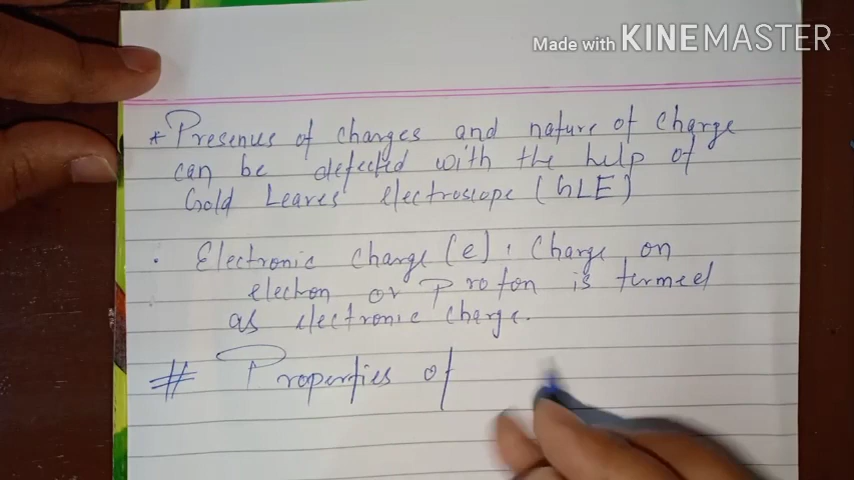 Made with KINEMASTER
* Presenus of charges and nature of Charge
can be detected with the help of
Gold Leaves electroscope (GLE)
. Electronic Charge (e). Charge on
electron or Proton is termed
as electronic charge.
# Properties of